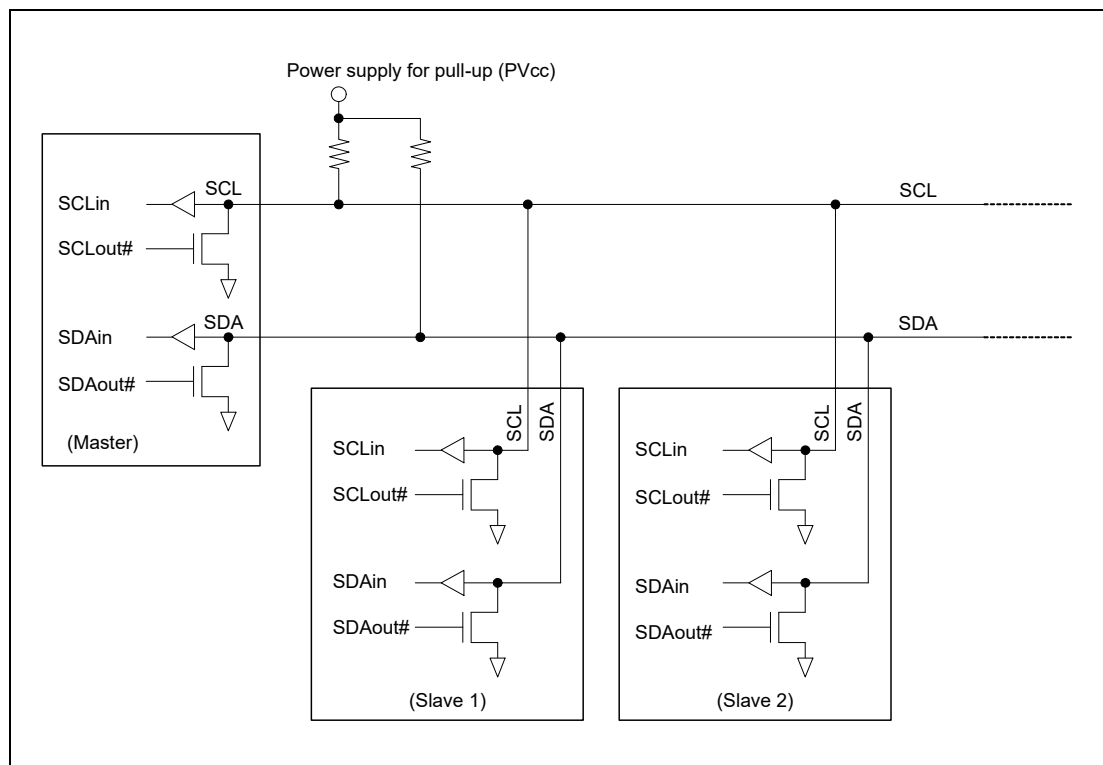 Power supply for pull-up (PVcc)
SCL
SCLin
SCLout#
SDA
SDAin
SDAout#
(Master)
SCL
SDA
SCL
SDA
SCLin
SCLout#
SDAin
SDAout#
(Slave 1)
SCL
SDA
SCLin
SCLout#
SDAin
SDAout#
(Slave 2)